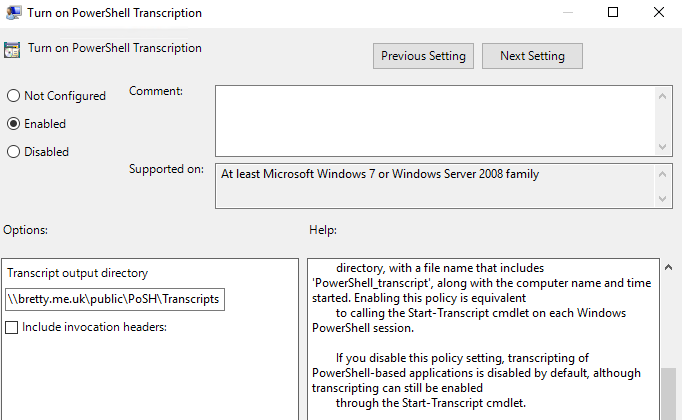 Turn on PowerShell Transcription
Turn on PowerShell Transcription
Previous Setting
Next Setting
Not Configured
Comment:
Enabled
Disabled
Supported on:
At least Microsoft Windows 7 or Windows Server 2008 family
Options:
Help:
Transcript output directory
\\bretty.me.uk\public\PoSH\Transcripts
Include invocation headers:
directory, with a file name that includes
'PowerShell_transcript', along with the computer name and time
started. Enabling this policy is equivalent
to calling the Start-Transcript cmdlet on each Windows
PowerShell session.
If you disable this policy setting, transcripting of
PowerShell-based applications is disabled by default, although
transcripting can still be enabled
through the Start-Transcript cmdlet.